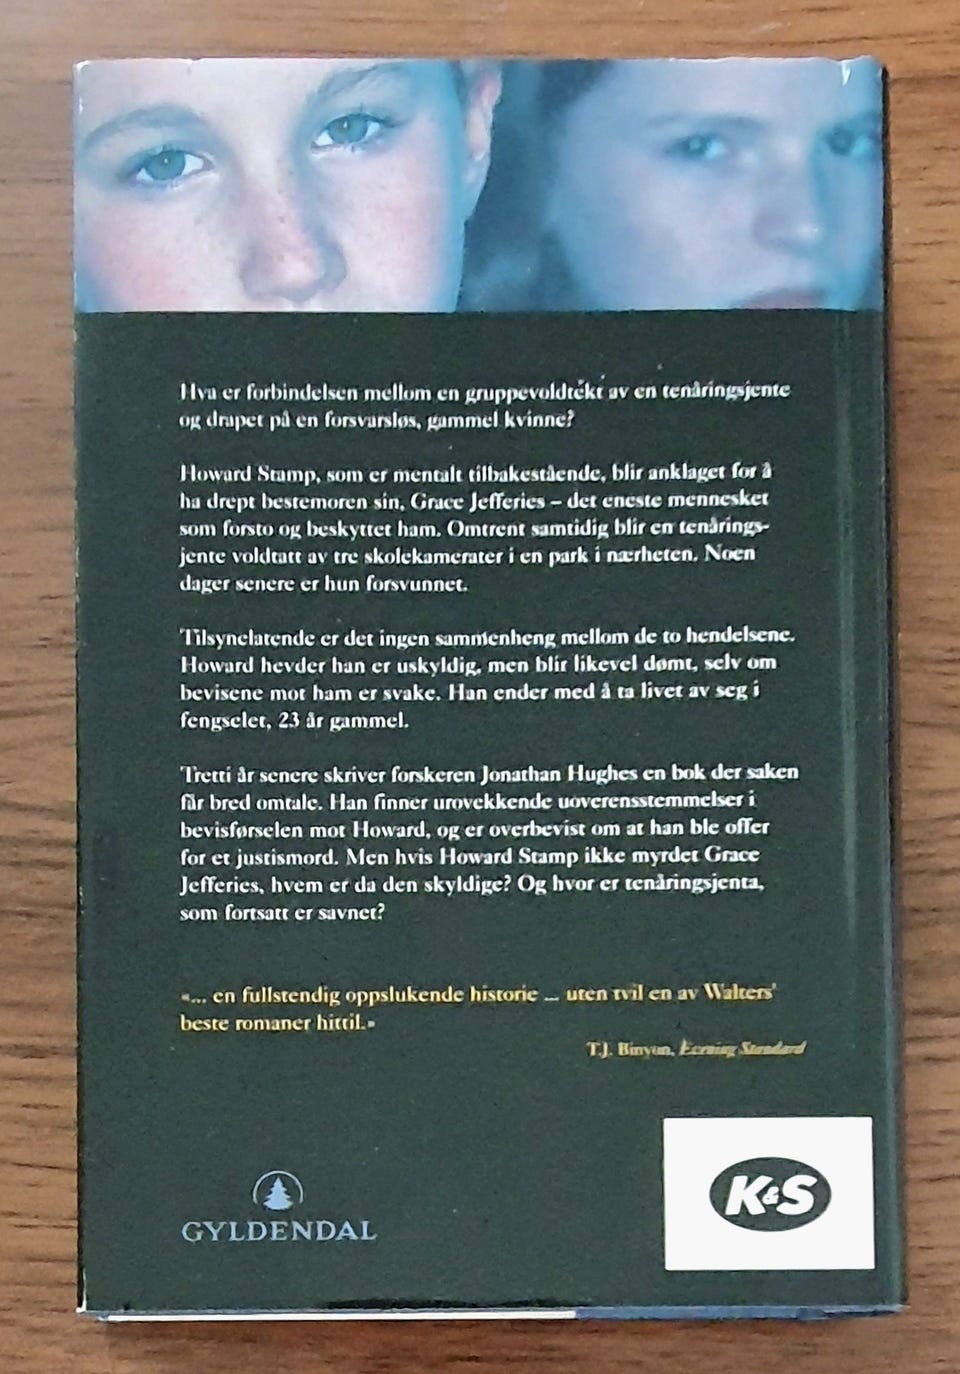 Hva er forbindelsen mellom en gruppevoldtekt av en tenåringsjente
og drapet på en forsvarsløs, gammel kvinne?
Howard Stamp, som er mentalt tilbakestående, blir anklaget for å
ha drept bestemoren sin, Grace Jefferies – det eneste mennesket
som forsto og beskyttet ham. Omtrent samtidig blir en tenårings-
jente voldtatt av tre skolekamerater i en park i nærheten. Noen
dager senere er hun forsvunnet.
Tilsynelatende er det ingen sammenheng mellom de to hendelsene.
Howard hevder han er uskyldig, men blir likevel dømt, selv om
bevisene mot ham er svake. Han ender med å ta livet av seg i
fengselet, 23 år gammel.
Tretti år senere skriver forskeren Jonathan Hughes en bok der saken
får bred omtale. Han finner urovekkende uoverensstemmelser i
bevisførselen mot Howard, og er overbevist om at han ble offer
for et justismord. Men hvis Howard Stamp ikke myrdet Grace
Jefferies, hvem er da den skyldige? Og hvor er tenåringsjenta,
som fortsatt er savnet?
«... en fullstendig oppslukende historie ... uten tvil en av Walters'
beste romaner hittil.»
T.J. Binyon, Evening Standard
GYLDENDAL
K&S